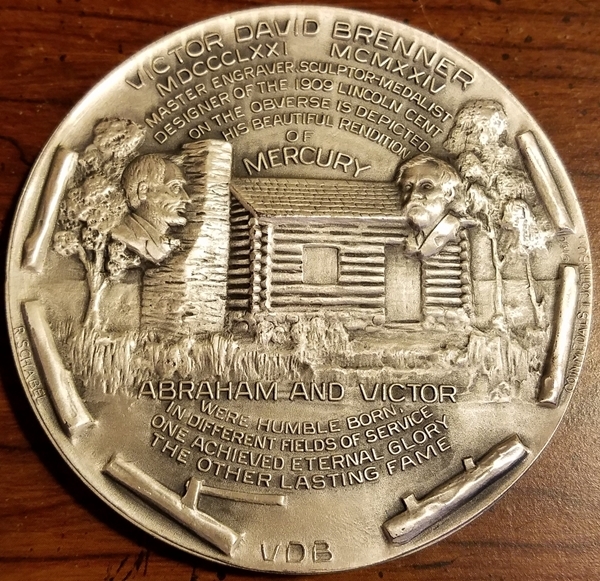 VICTOR DAVID BRENNER
MDCCCLXXI MCMXXIV
MASTER ENGRAVER, SCULPTOR-MEDALIST
DESIGNER OF THE 1909 LINCOLN CENT
ON THE OBVERSE IS DEPICTED
HIS BEAUTIFUL RENDITION
OF
MERCURY
ABRAHAM AND VICTOR
WERE HUMBLE BORN,
IN DIFFERENT FIELDS OF SERVICE
ONE ACHIEVED ETERNAL GLORY
THE OTHER LASTING FAME
VDB
R. SCHABEL